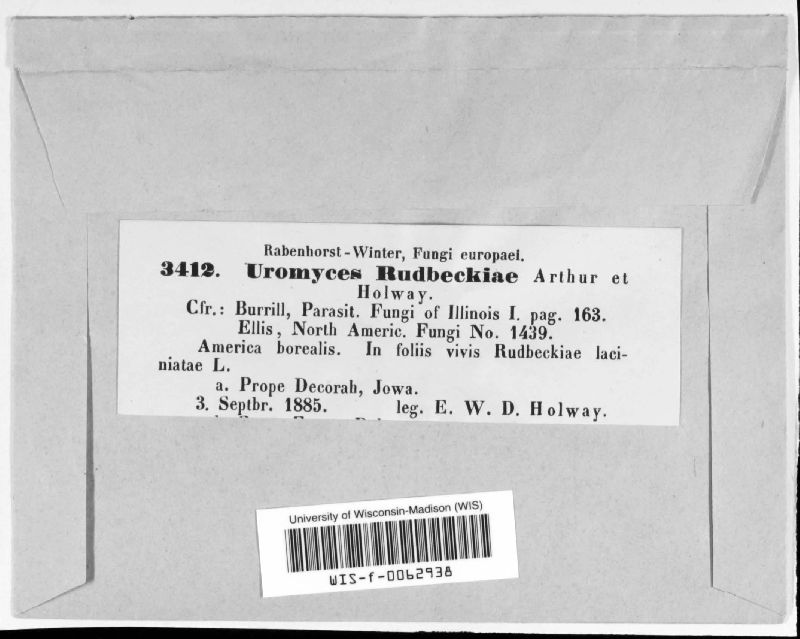 Rabenhorst-Winter, Fungi europaei.
3412. Uromyces Rudbeckiae Arthur et
Holway.
Cfr.: Burrill, Parasit. Fungi of Illinois I. pag. 163.
Ellis, North Americ. Fungi No. 1439.
America borealis. In foliis vivis Rudbeckiae laci-
niatae L.
a. Prope Decorah, Jowa.
3. Septbr. 1885. leg. E. W. D. Holway.
University of Wisconsin-Madison (WIS)
WIS-f-0062938